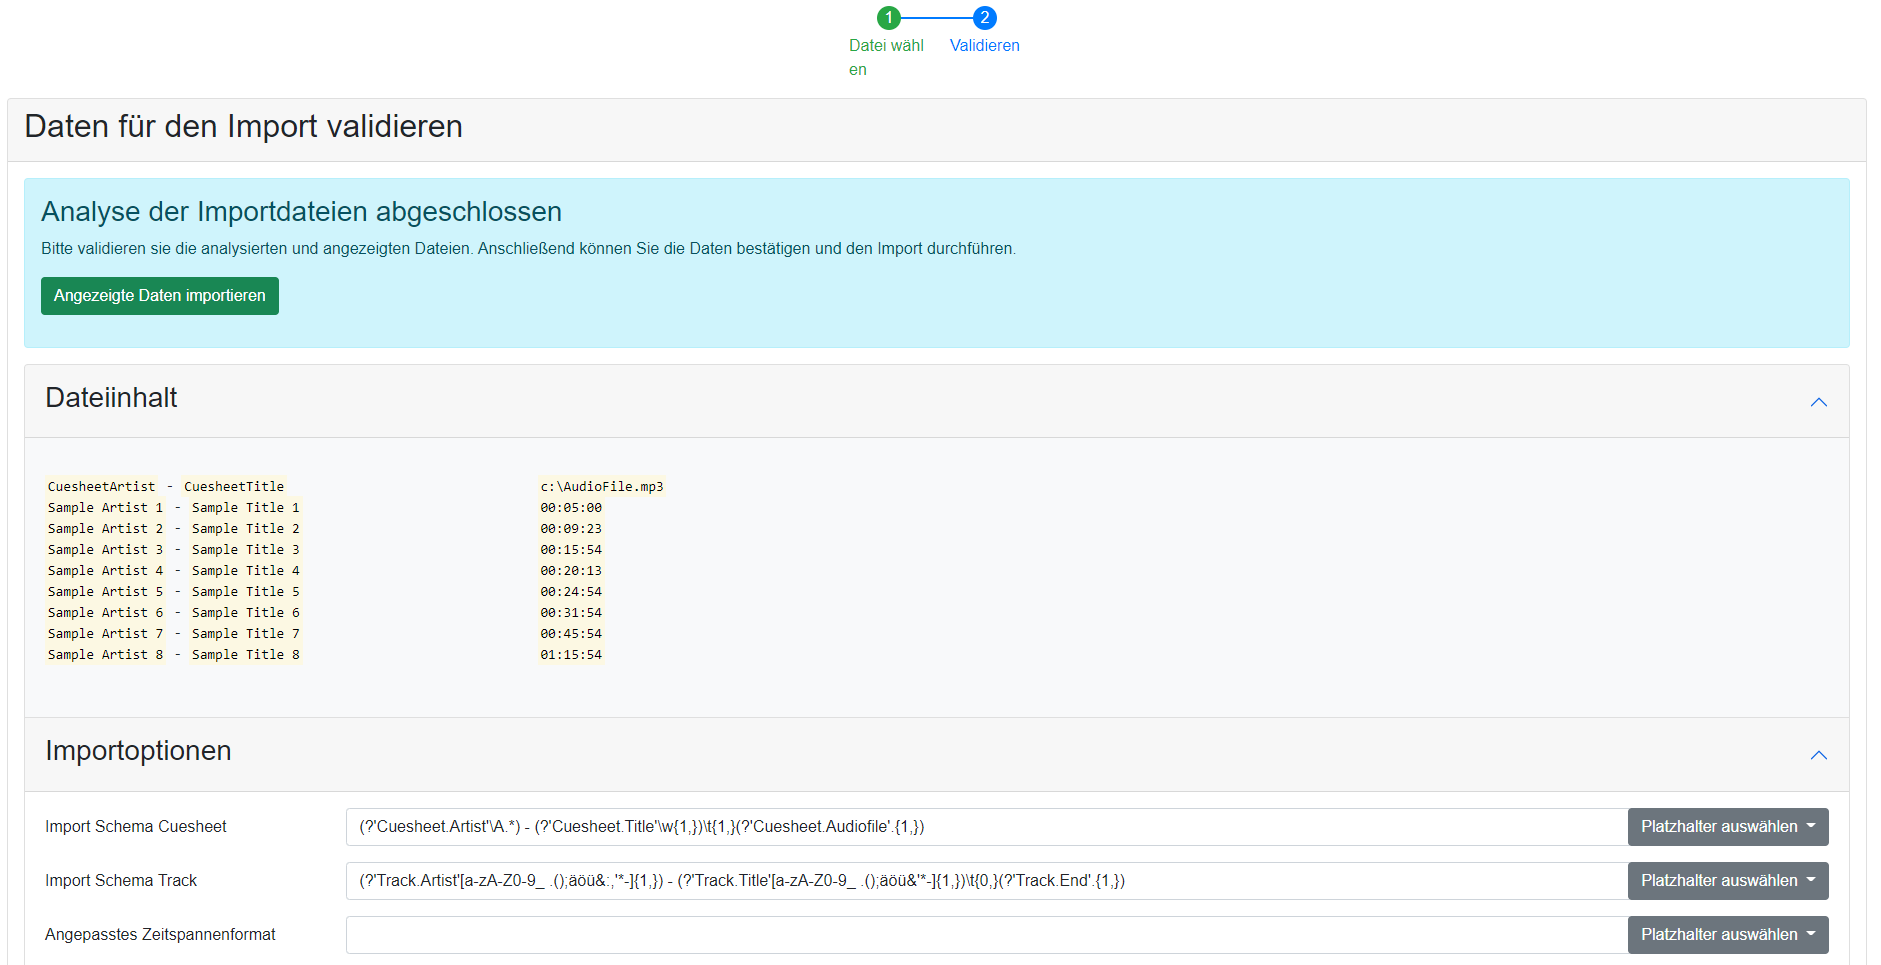 1 2
Datei wähl Validieren
en
Daten für den Import validieren
Analyse der Importdateien abgeschlossen
Bitte validieren sie die analysierten und angezeigten Dateien. Anschließend können Sie die Daten bestätigen und den Import durchführen.
Angezeigte Daten importieren
Dateiinhalt
CuesheetArtist - CuesheetTitle c:\AudioFile.mp3
Sample Artist 1 - Sample Title 1 00:05:00
Sample Artist 2 - Sample Title 2 00:09:23
Sample Artist 3 - Sample Title 3 00:15:54
Sample Artist 4 - Sample Title 4 00:20:13
Sample Artist 5 - Sample Title 5 00:24:54
Sample Artist 6 - Sample Title 6 00:31:54
Sample Artist 7 - Sample Title 7 00:45:54
Sample Artist 8 - Sample Title 8 01:15:54
Importoptionen
Import Schema Cuesheet (?'Cuesheet.Artist'\A.*) - (?'Cuesheet.Title'\w{1,})\t{1,}(?'Cuesheet.Audiofile'.{1,}) Platzhalter auswählen
Import Schema Track (?'Track.Artist'[a-zA-Z0-9_ .();äöü&:,'*-]{1,}) - (?'Track.Title'[a-zA-Z0-9_ .();äöü&'*-]{1,})\t{0,}(?'Track.End'.{1,}) Platzhalter auswählen
Angepasstes Zeitspannenformat Platzhalter auswählen